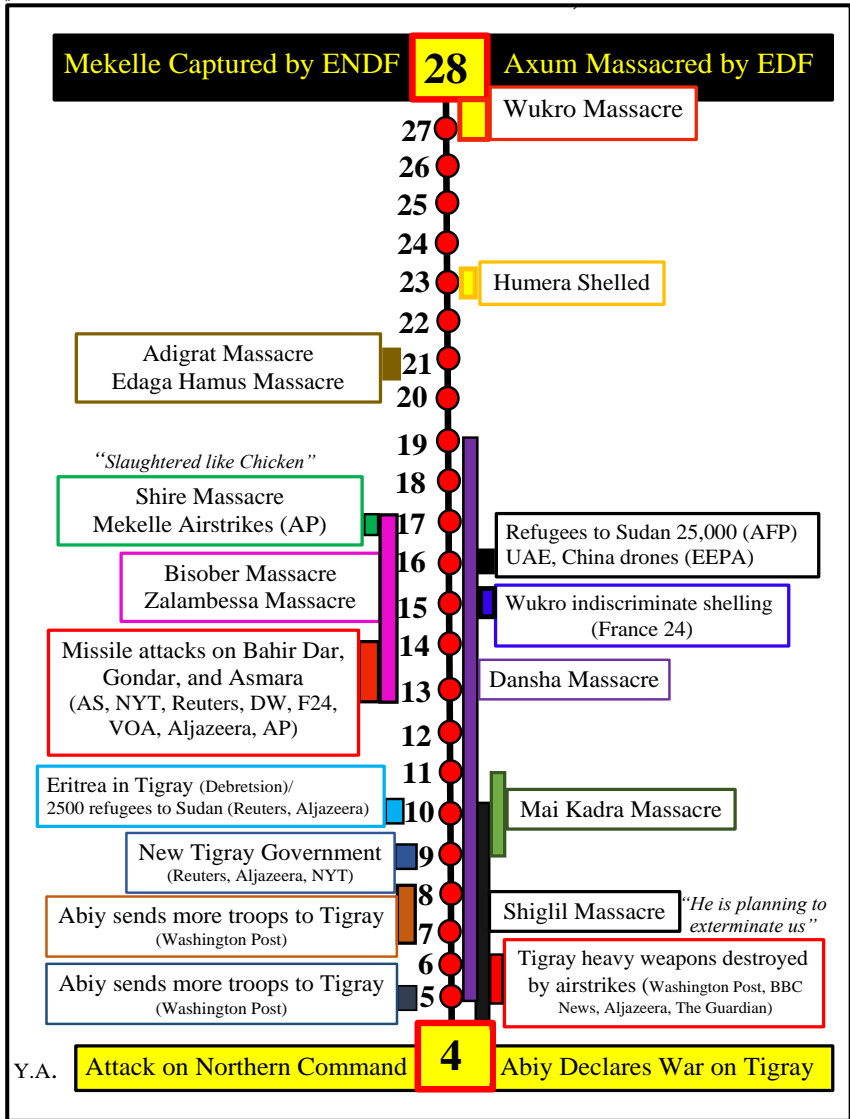 Mekelle Captured by ENDF 28 Axum Massacred by EDF
Wukro Massacre
27
26
25
24
23
Humera Shelled
22
Adigrat Massacre
Edaga Hamus Massacre
21
20
19
“Slaughtered like Chicken”
18
Shire Massacre
Mekelle Airstrikes (AP)
17
Refugees to Sudan 25,000 (AFP)
UAE, China drones (EEPA)
16
Bisober Massacre
Zalambessa Massacre
15
Wukro indiscriminate shelling
(France 24)
14
Missile attacks on Bahir Dar,
Gondar, and Asmara
(AS, NYT, Reuters, DW, F24,
VOA, Aljazeera, AP)
13
Dansha Massacre
12
11
Eritrea in Tigray (Debretsion)/
2500 refugees to Sudan (Reuters, Aljazeera)
10
Mai Kadra Massacre
New Tigray Government
(Reuters, Aljazeera, NYT)
9
8
Abiy sends more troops to Tigray
(Washington Post)
7
Shiglil Massacre
“He is planning to
exterminate us”
6
Tigray heavy weapons destroyed
by airstrikes (Washington Post, BBC
News, Aljazeera, The Guardian)
Abiy sends more troops to Tigray
(Washington Post)
5
Y.A. Attack on Northern Command 4 Abiy Declares War on Tigray